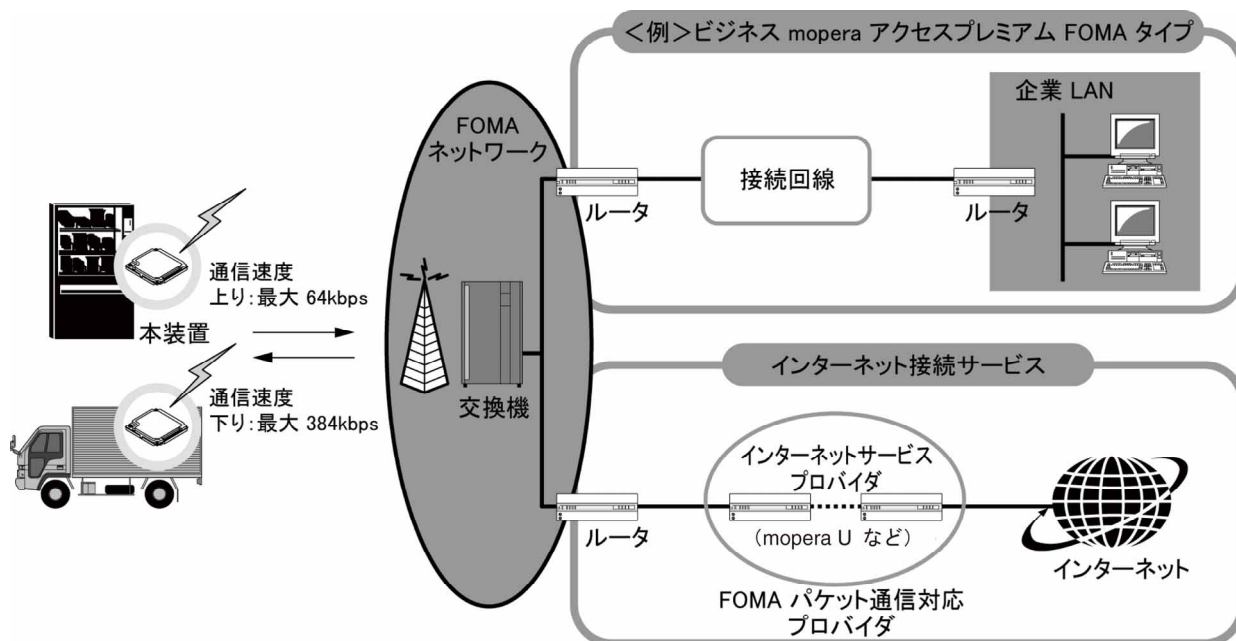 <例>ビジネス mopera アクセスプレミアム FOMA タイプ
企業 LAN
FOMA
ネットワーク
接続回線
ルータ
ルータ
通信速度
上り:最大 64kbps
本装置
通信速度
下り:最大 384kbps
交換機
インターネット接続サービス
インターネットサービス
プロバイダ
ルータ
(mopera U など)
インターネット
FOMA パケット通信対応
プロバイダ